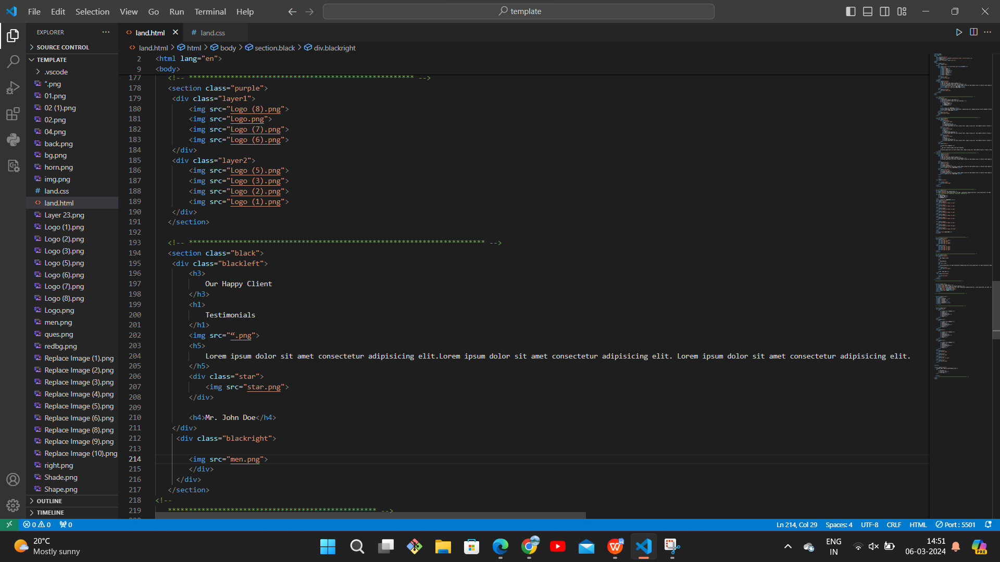 File Edit Selection View Go Run Terminal Help
template
EXPLORER
SOURCE CONTROL
TEMPLATE
.vscode
“.png
01.png
02 (1).png
02.png
04.png
back.png
bg.png
horn.png
img.png
# land.css
<> land.html
Layer 23.png
Logo (1).png
Logo (2).png
Logo (3).png
Logo (5).png
Logo (6).png
Logo (7).png
Logo (8).png
Logo.png
men.png
ques.png
redbg.png
Replace Image (1).png
Replace Image (2).png
Replace Image (3).png
Replace Image (4).png
Replace Image (5).png
Replace Image (6).png
Replace Image (8).png
Replace Image (9).png
Replace Image (10).png
right.png
Shade.png
Shape.png
OUTLINE
TIMELINE
<> land.html # land.css
<> land.html > html > body > section.black > div.blackright
2 <html lang="en">
9 <body>
177 <!-- ****************************************************** -->
178 <section class="purple">
179 <div class="layer1">
180 <img src="Logo (8).png">
181 <img src="Logo.png">
182 <img src="Logo (7).png">
183 <img src="Logo (6).png">
184 </div>
185 <div class="layer2">
186 <img src="Logo (5).png">
187 <img src="Logo (3).png">
188 <img src="Logo (2).png">
189 <img src="Logo (1).png">
190 </div>
191 </section>
192
193 <!-- *********************************************************************** -->
194 <section class="black">
195 <div class="blackleft">
196 <h3>
197 Our Happy Client
198 </h3>
199 <h1>
200 Testimonials
201 </h1>
202 <img src="“.png">
203 <h5>
204 Lorem ipsum dolor sit amet consectetur adipisicing elit.Lorem ipsum dolor sit amet consectetur adipisicing elit. Lorem ipsum dolor sit amet consectetur adipisicing elit.
205 </h5>
206 <div class="star">
207 <img src="star.png">
208 </div>
209
210 <h4>Mr. John Doe</h4>
211 </div>
212 <div class="blackright">
213
214 <img src="men.png">
215 </div>
216 </div>
217 </section>
218 <!--
219 ************************************************** -->
0 0 0
Ln 214, Col 29 Spaces: 4 UTF-8 CRLF HTML Port : 5501
20°C
Mostly sunny
ENG
IN
14:51
06-03-2024
PRE